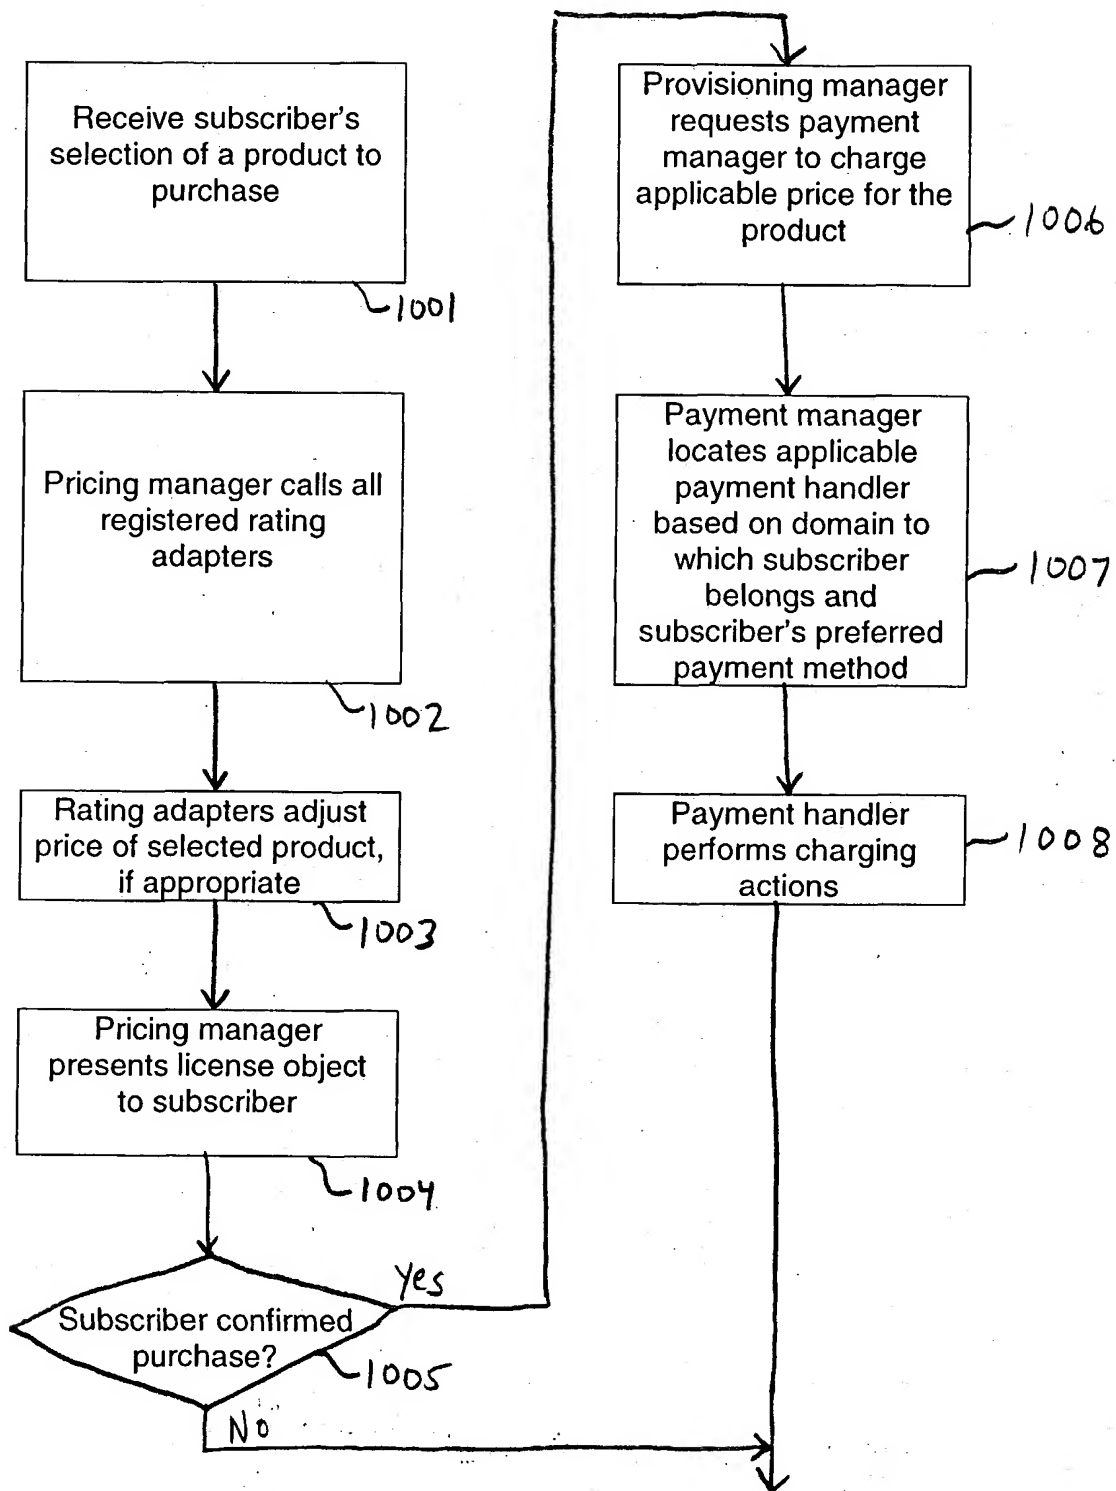 Receive subscriber's
selection of a product to
purchase
1001
Pricing manager calls all
registered rating
adapters
1002
Rating adapters adjust
price of selected product,
if appropriate
1003
Pricing manager
presents license object
to subscriber
1004
Subscriber confirmed
purchase?
1005
Yes
No
Provisioning manager
requests payment
manager to charge
applicable price for the
product
1006
Payment manager
locates applicable
payment handler
based on domain to
which subscriber
belongs and
subscriber's preferred
payment method
1007
Payment handler
performs charging
actions
1008